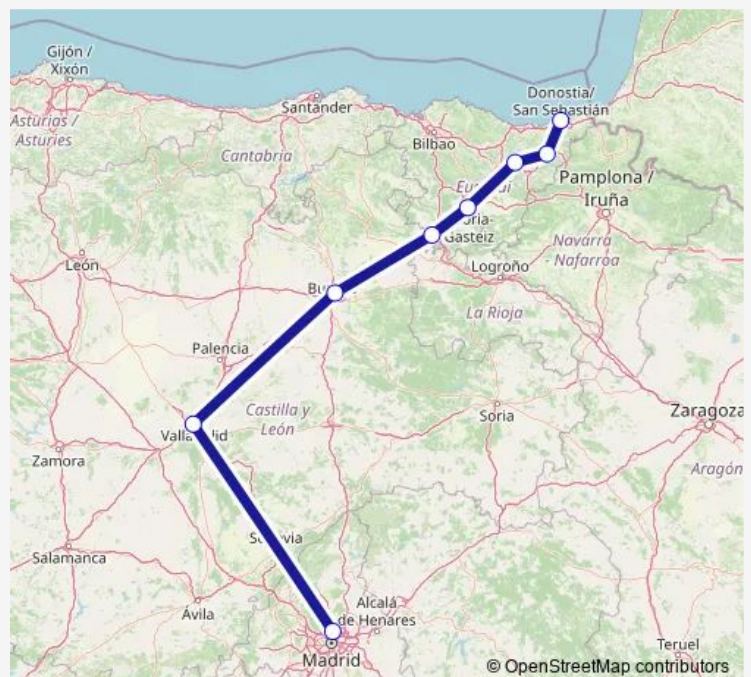 Gijón /
Xixón
Donostia/
San Sebastián
Santander
Asturias /
Asturies
Bilbao
Cantabria
Pamplona /
Iruña
Gasteiz
León
Navarra
- Nafarroa
Logroño
La Rioja
Palencia
Castilla y
León
Soria
Zaragoza
Zamora
Aragón
Salamanca
Alcalá
de Henares
Ávila
Teruel
Madrid
© OpenStreetMap contributors